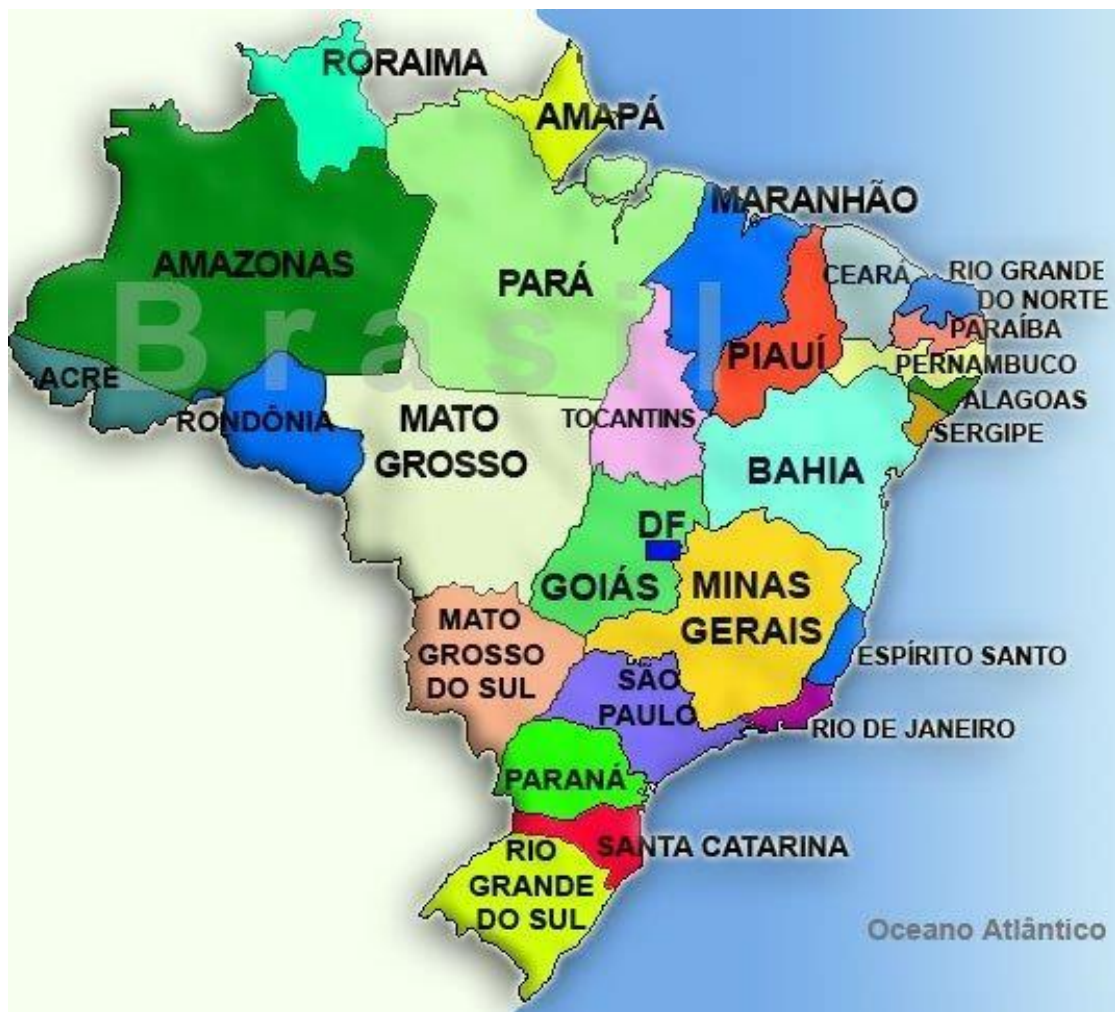 RORAIMA
AMAPÁ
MARANHÃO
AMAZONAS
PARÁ
CEARÁ
RIO GRANDE
DO NORTE
PARAÍBA
Brasil
PIAUÍ
PERNAMBUCO
ACRE
RONDÔNIA
MATO
GROSSO
TOCANTINS
ALAGOAS
SERGIPE
BAHIA
DF
GOIÁS
MINAS
GERAIS
MATO
GROSSO
DO SUL
ESPÍRITO SANTO
SÃO
PAULO
RIO DE JANEIRO
PARANÁ
SANTA CATARINA
RIO
GRANDE
DO SUL
Oceano Atlântico